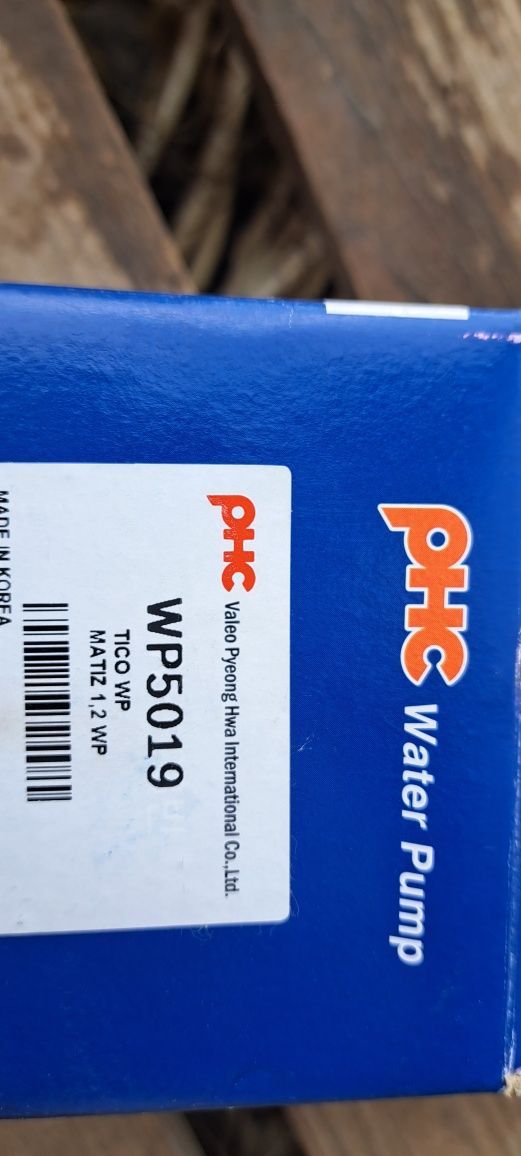 PHC Water Pump
PHC Valeo Pyeong Hwa International Co.,Ltd.
WP5019
TICO WP
MATIZ 1,2 WP
MADE IN KOREA